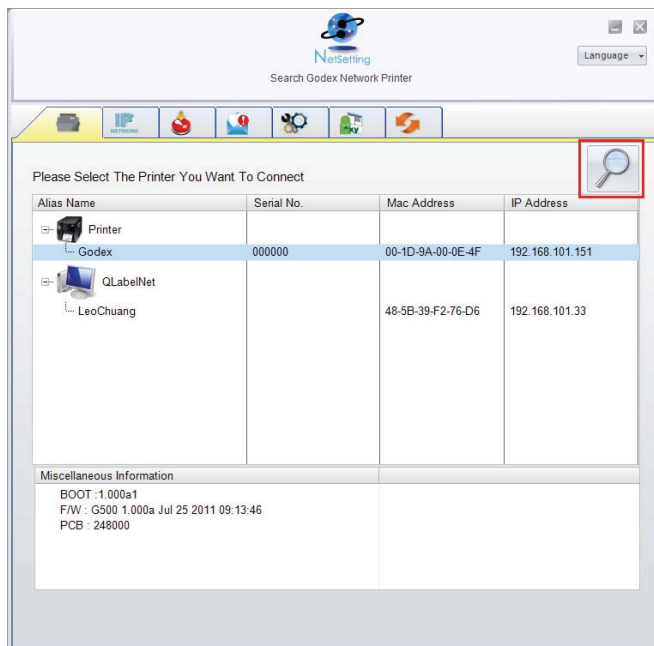 NetSetting
Language
Search Godex Network Printer
IP
NETWORK
Please Select The Printer You Want To Connect
Alias Name Serial No. Mac Address IP Address
Printer
Godex 000000 00-1D-9A-00-0E-4F 192.168.101.151
QLabelNet
LeoChuang 48-5B-39-F2-76-D6 192.168.101.33
Miscellaneous Information
BOOT :1.000a1
F/W : G500 1.000a Jul 25 2011 09:13:46
PCB : 248000